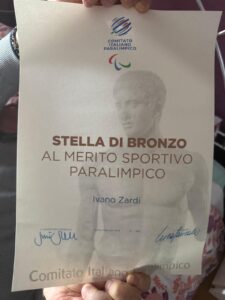 COMITATO
ITALIANO
PARALIMPICO
STELLA DI BRONZO
AL MERITO SPORTIVO
PARALIMPICO
Ivano Zardi
Comitato Italiano Paralimpico